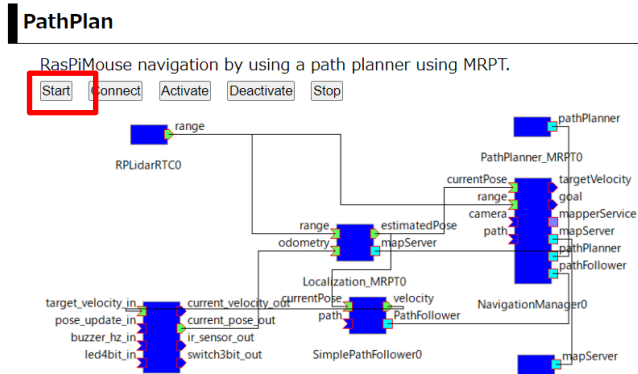 PathPlan
RasPiMouse navigation by using a path planner using MRPT.
Start Connect Activate Deactivate Stop
range
RPLidarRTC0
pathPlanner
PathPlanner_MRPT0
currentPose
range
camera
path
targetVelocity
goal
mapperService
mapServer
pathPlanner
pathFollower
NavigationManager0
range
odometry
estimatedPose
mapServer
Localization_MRPT0
currentPose
path
velocity
PathFollower
SimplePathFollower0
target_velocity_in
pose_update_in
buzzer_hz_in
led4bit_in
current_velocity_out
current_pose_out
ir_sensor_out
switch3bit_out
mapServer